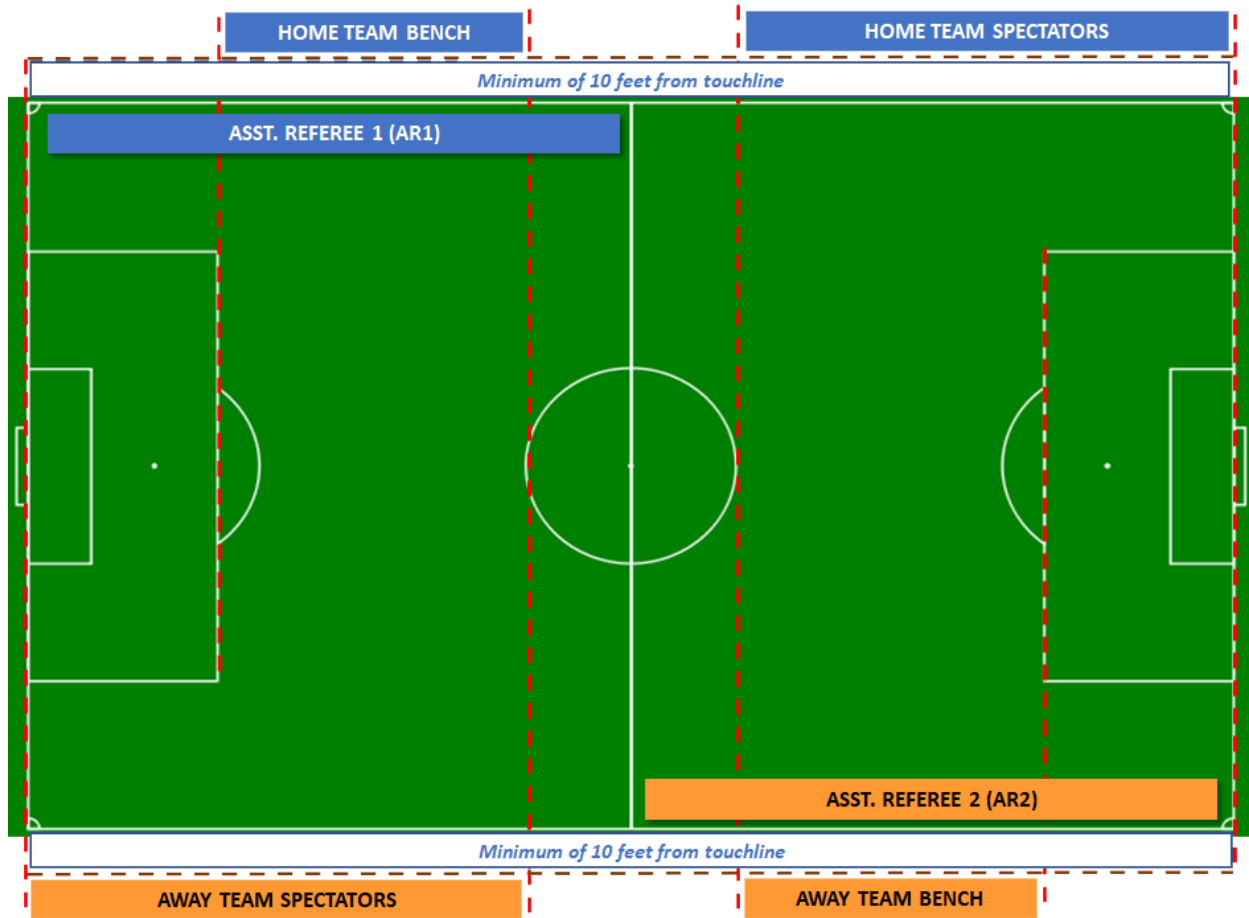 HOME TEAM BENCH
HOME TEAM SPECTATORS
Minimum of 10 feet from touchline
ASST. REFEREE 1 (AR1)
ASST. REFEREE 2 (AR2)
Minimum of 10 feet from touchline
AWAY TEAM SPECTATORS
AWAY TEAM BENCH